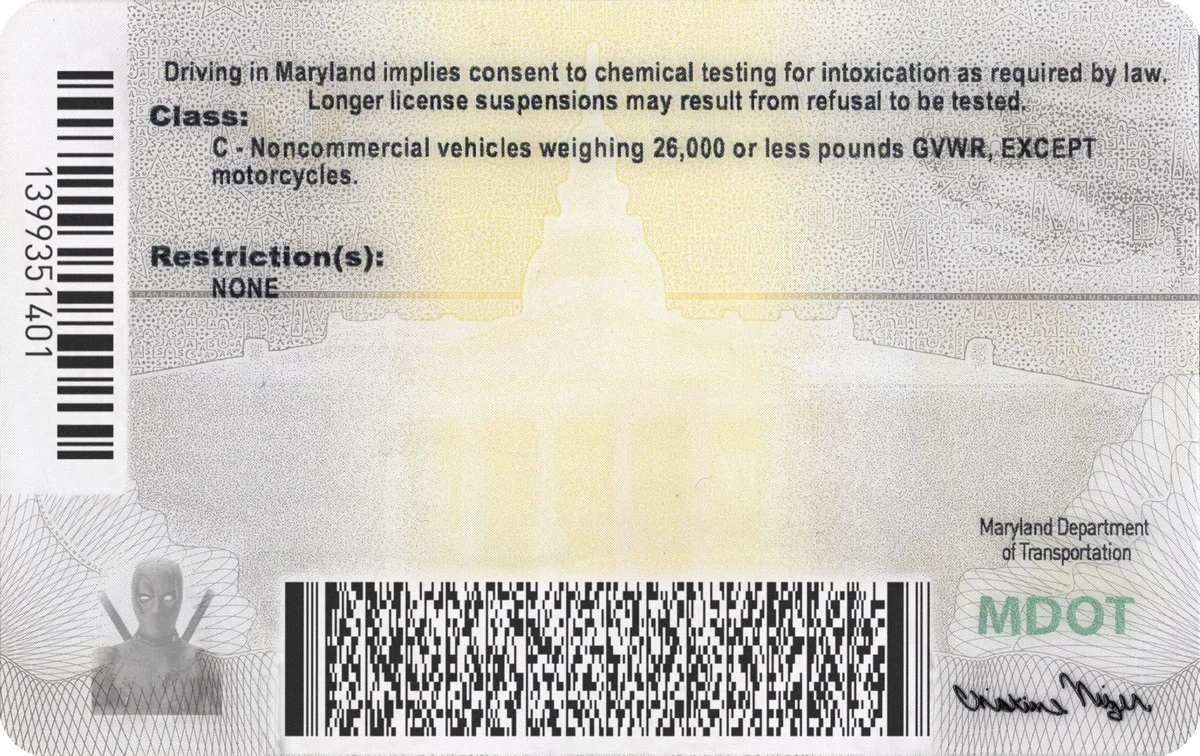 Driving in Maryland implies consent to chemical testing for intoxication as required by law.
Longer license suspensions may result from refusal to be tested.
Class:
C - Noncommercial vehicles weighing 26,000 or less pounds GVWR, EXCEPT
motorcycles.
Restriction(s):
NONE
1399351401
Maryland Department
of Transportation
MDOT